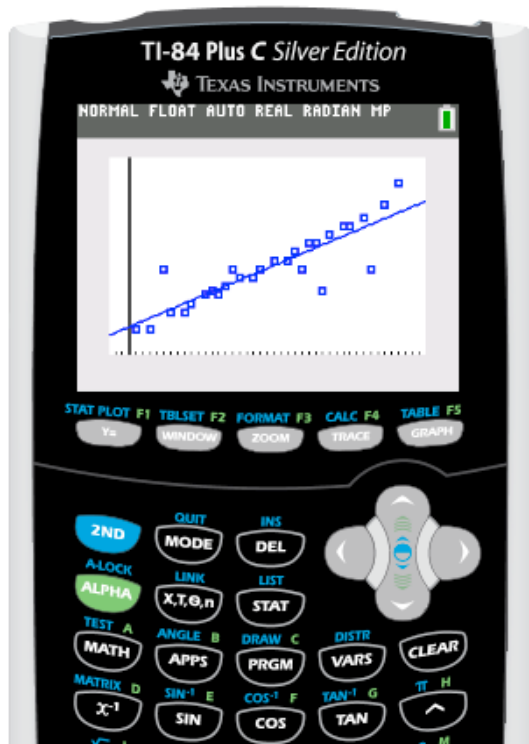 TI-84 Plus C Silver Edition
TEXAS INSTRUMENTS
NORMAL FLOAT AUTO REAL RADIAN MP
STAT PLOT F1 TBLSET F2 FORMAT F3 CALC F4 TABLE F5
Y= WINDOW ZOOM TRACE GRAPH
QUIT INS
2ND MODE DEL
A-LOCK LINK LIST
ALPHA X,T,Θ,n STAT
TEST A ANGLE B DRAW C DISTR
MATH APPS PRGM VARS CLEAR
MATRIX D SIN⁻¹ E COS⁻¹ F TAN⁻¹ G π H
x⁻¹ SIN COS TAN ^
M